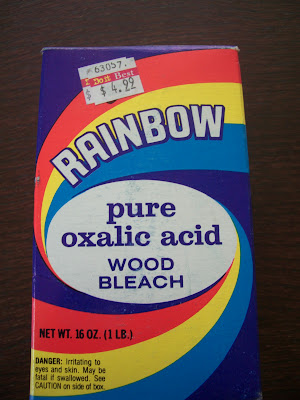 #63057.
I Do it Best
$ $ 4.99
RAINBOW
pure
oxalic acid
WOOD
BLEACH
NET WT. 16 OZ. (1 LB.)
DANGER: Irritating to
eyes and skin. May be
fatal if swallowed. See
CAUTION on side of box.